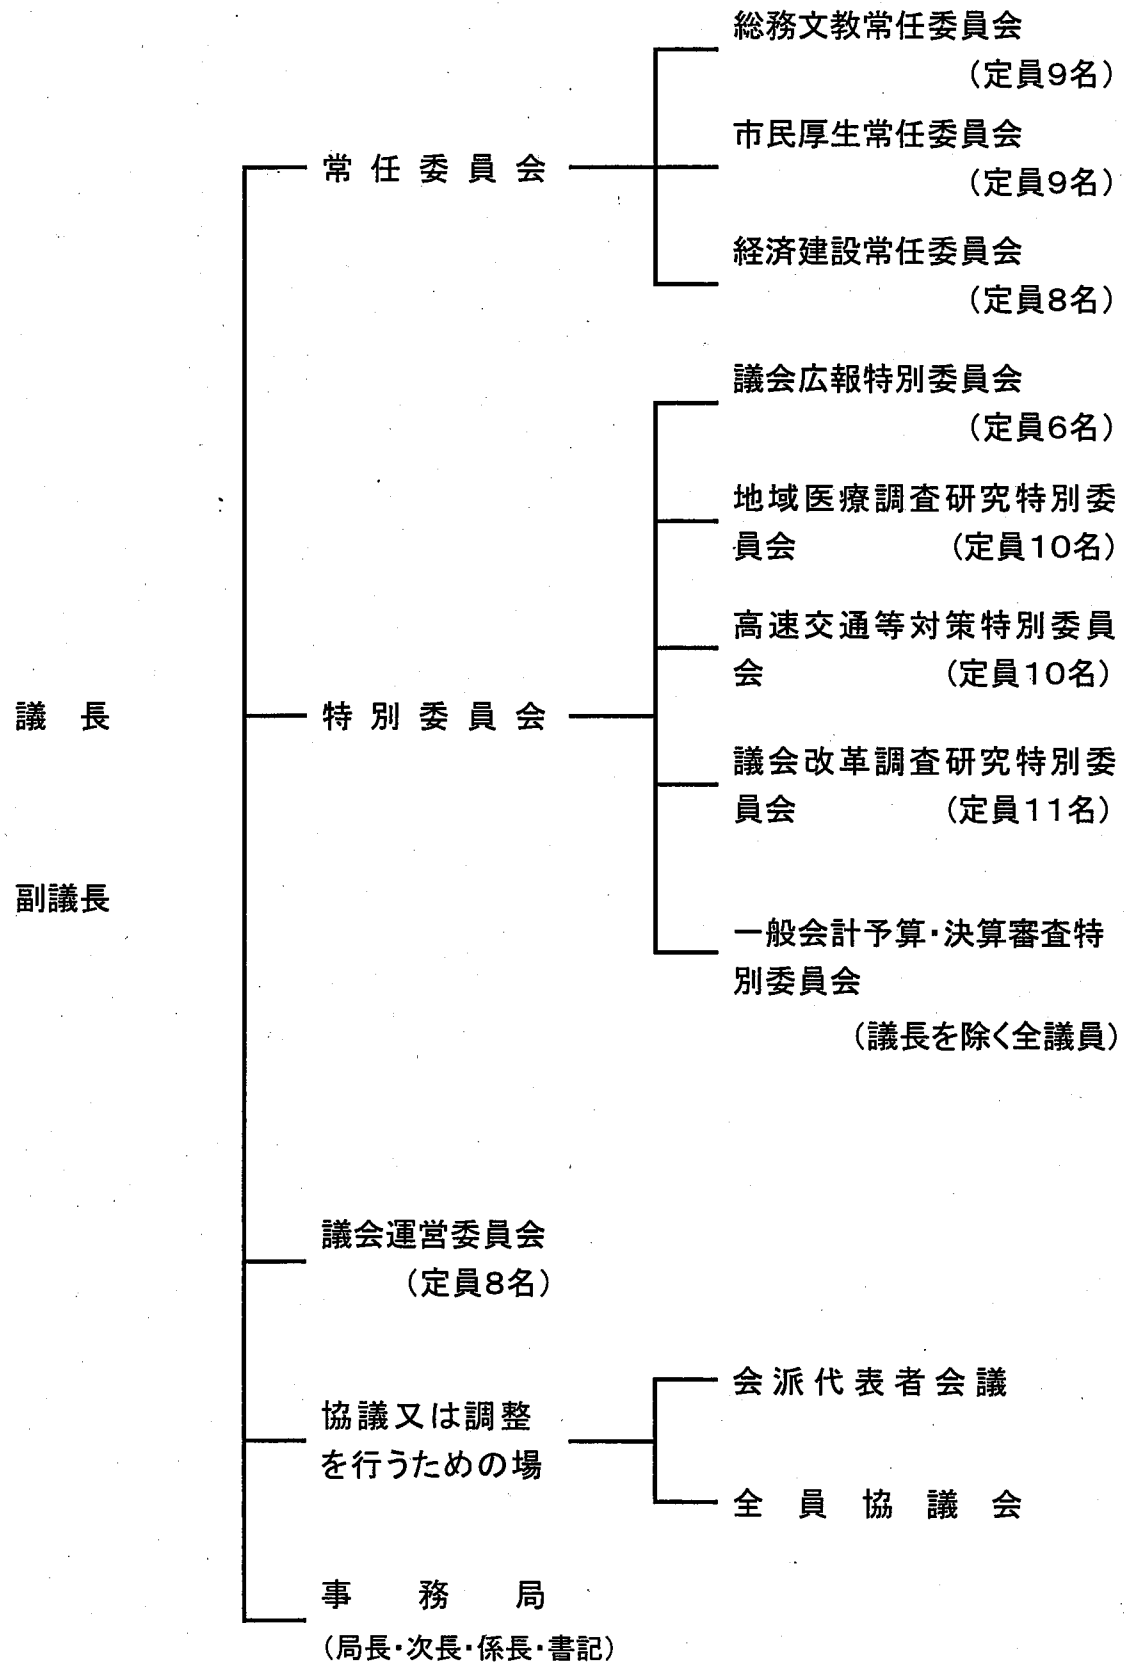 総務文教常任委員会
（定員9名）
市民厚生常任委員会
常任委員会
（定員9名）
経済建設常任委員会
（定員8名）
議会広報特別委員会
（定員6名）
地域医療調査研究特別委
員会 （定員10名）
高速交通等対策特別委員
会 （定員10名）
議長
特別委員会
議会改革調査研究特別委
員会 （定員11名）
副議長
一般会計予算・決算審査特
別委員会
（議長を除く全議員）
議会運営委員会
（定員8名）
会派代表者会議
協議又は調整
を行うための場
全員協議会
事務局
（局長・次長・係長・書記）